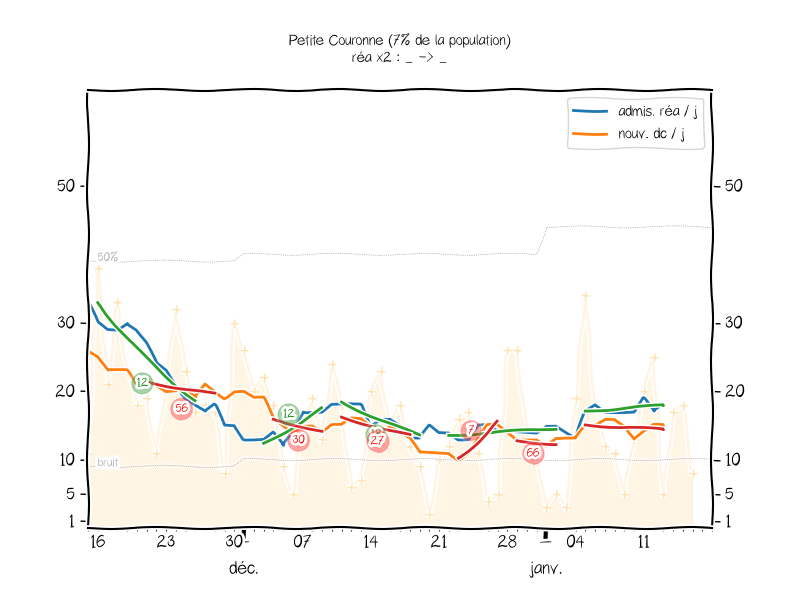 Petite Couronne (7% de la population)
réa x2 : _ -> _
admis. réa / j
nouv. dc / j
50 50
50%
30 30
20 20
12 56 12 30 27 7 66
bruit
10 10
5 5
1 1
16 23 30 07 14 21 28 04 11
déc. janv.